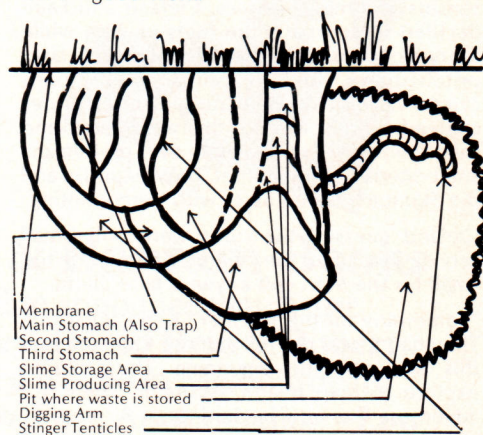 Membrane
Main Stomach (Also Trap)
Second Stomach
Third Stomach
Slime Storage Area
Slime Producing Area
Pit where waste is stored
Digging Arm
Stinger Tenticles